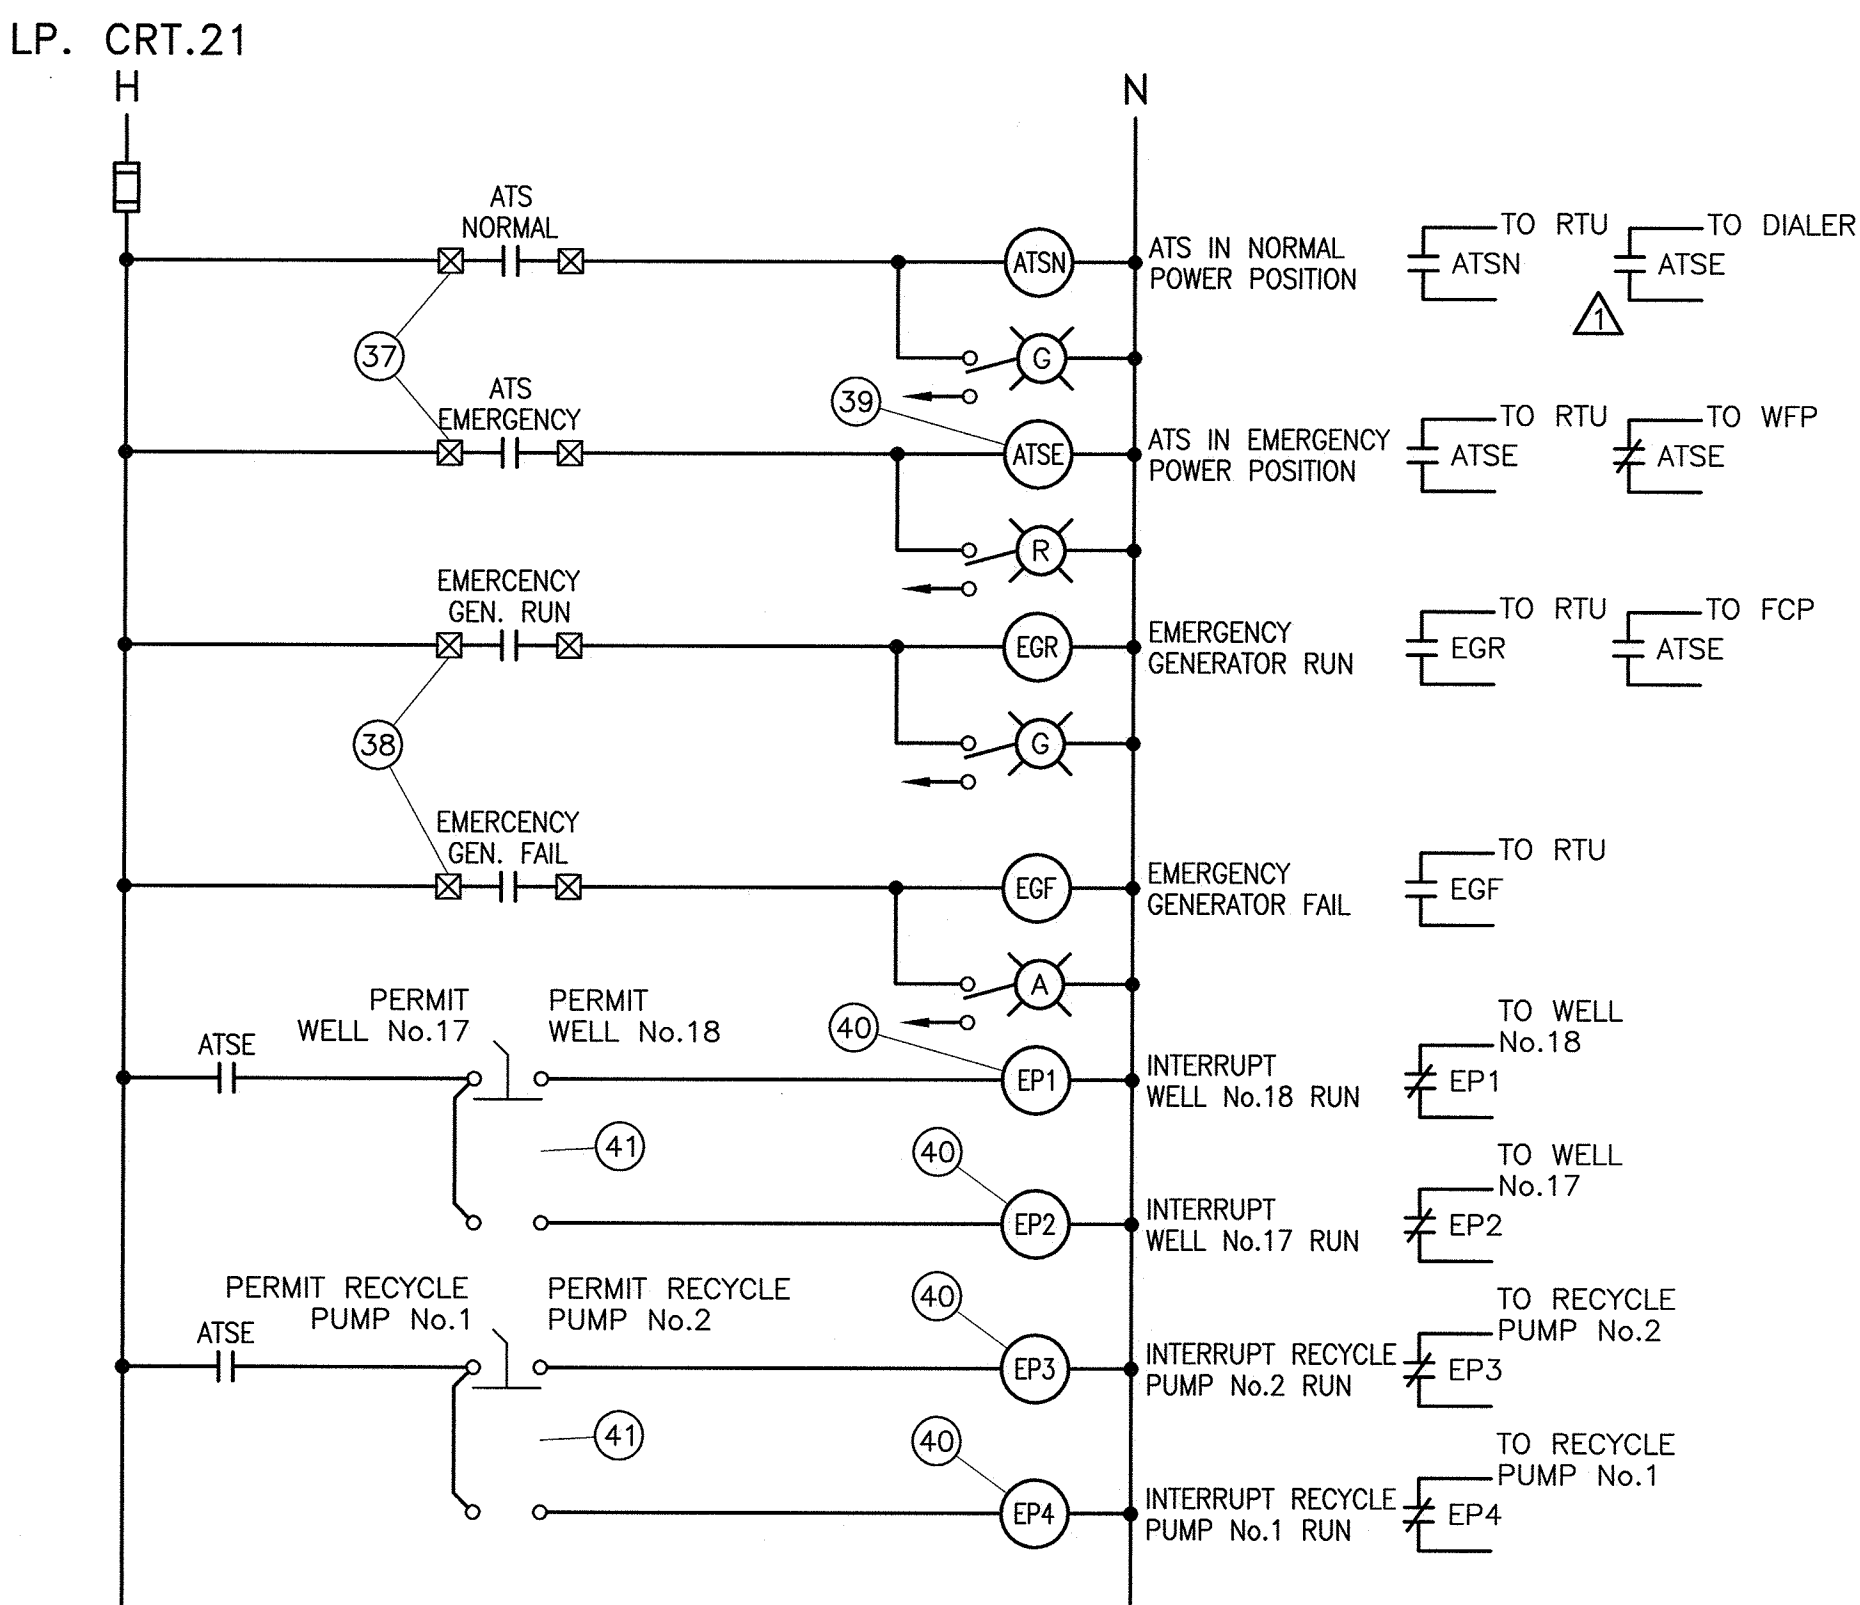 LP. CRT.21
H
N
ATS
NORMAL
ATSN
ATS IN NORMAL
POWER POSITION
TO RTU
ATSN
TO DIALER
ATSE
1
37
G
ATS
EMERGENCY
39
ATSE
ATS IN EMERGENCY
POWER POSITION
TO RTU
ATSE
TO WFP
ATSE
R
EMERCENCY
GEN. RUN
EGR
EMERGENCY
GENERATOR RUN
TO RTU
EGR
TO FCP
ATSE
38
G
EMERCENCY
GEN. FAIL
EGF
EMERGENCY
GENERATOR FAIL
TO RTU
EGF
A
ATSE
PERMIT
WELL No.17
PERMIT
WELL No.18
40
EP1
INTERRUPT
WELL No.18 RUN
TO WELL
No.18
EP1
41
40
EP2
INTERRUPT
WELL No.17 RUN
TO WELL
No.17
EP2
ATSE
PERMIT RECYCLE
PUMP No.1
PERMIT RECYCLE
PUMP No.2
40
EP3
INTERRUPT RECYCLE
PUMP No.2 RUN
TO RECYCLE
PUMP No.2
EP3
41
40
EP4
INTERRUPT RECYCLE
PUMP No.1 RUN
TO RECYCLE
PUMP No.1
EP4